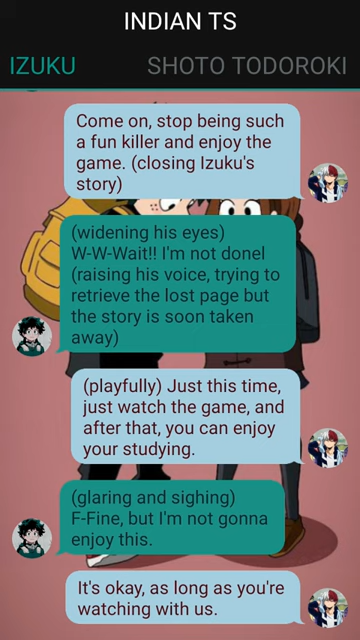 INDIAN TS
IZUKU
SHOTO TODOROKI
Come on, stop being such
a fun killer and enjoy the
game. (closing Izuku's
story)
(widening his eyes)
W-W-Wait!! I'm not donel
(raising his voice, trying to
retrieve the lost page but
the story is soon taken
away)
(playfully) Just this time,
just watch the game, and
after that, you can enjoy
your studying.
(glaring and sighing)
F-Fine, but I'm not gonna
enjoy this.
It's okay, as long as you're
watching with us.